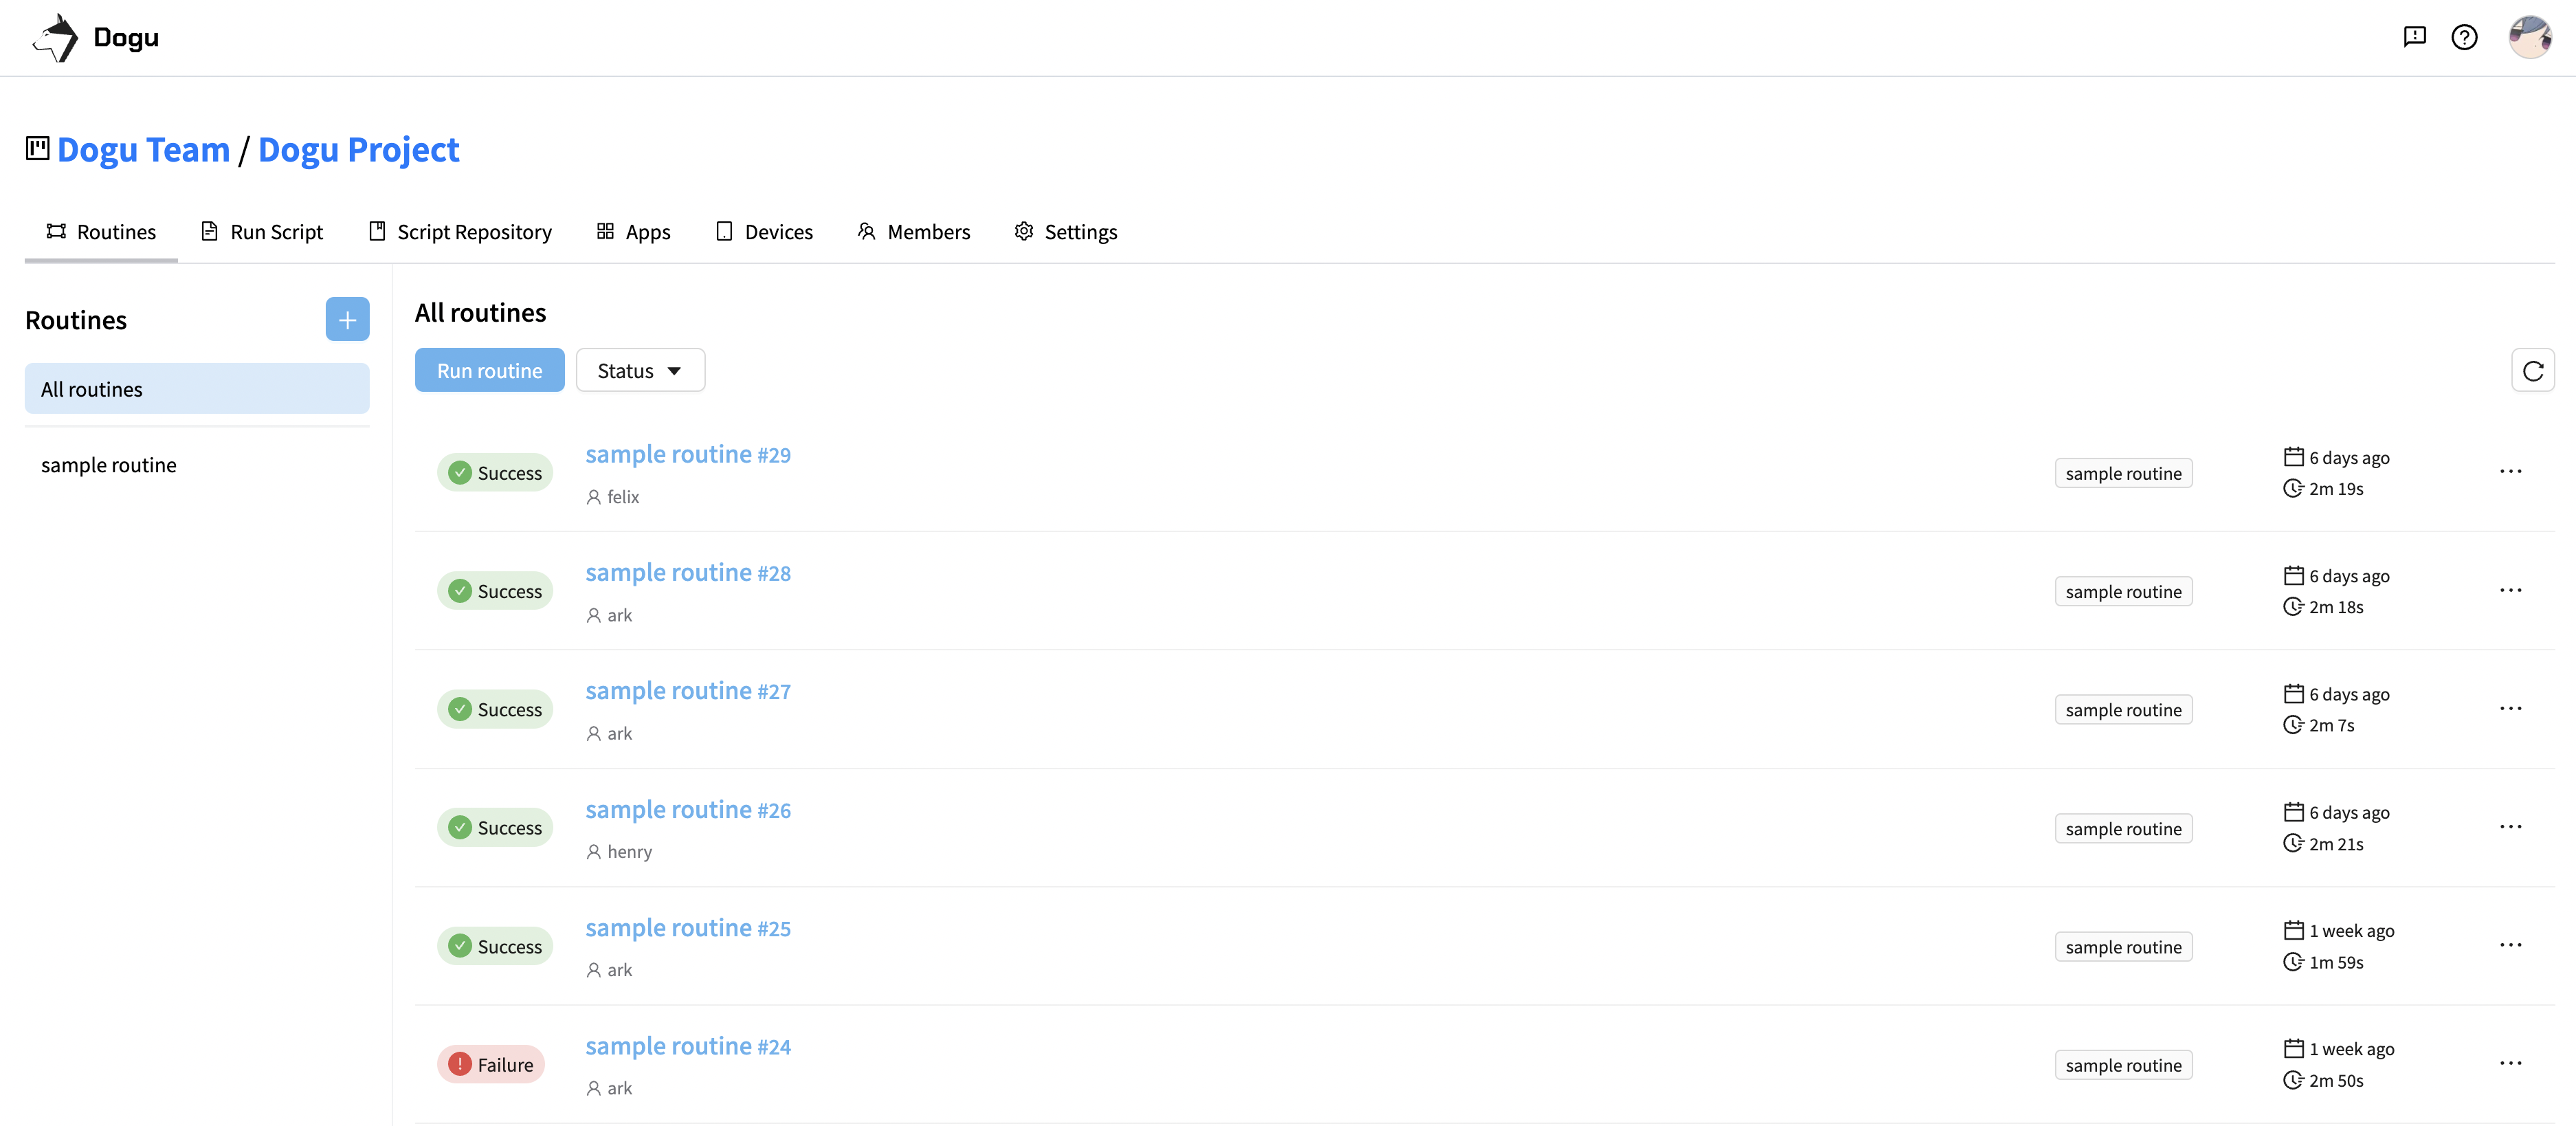 Dogu
Dogu Team / Dogu Project
Routines
Run Script
Script Repository
Apps
Devices
Members
Settings
Routines
All routines
sample routine
All routines
Run routine
Status
Success
sample routine #29
felix
sample routine
6 days ago
2m 19s
Success
sample routine #28
ark
sample routine
6 days ago
2m 18s
Success
sample routine #27
ark
sample routine
6 days ago
2m 7s
Success
sample routine #26
henry
sample routine
6 days ago
2m 21s
Success
sample routine #25
ark
sample routine
1 week ago
1m 59s
Failure
sample routine #24
ark
sample routine
1 week ago
2m 50s